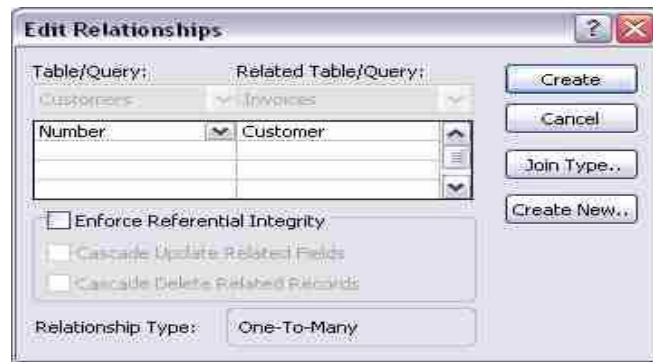 Edit Relationships
Table/Query: Related Table/Query:
Customers Invoices
Number Customer
Enforce Referential Integrity
Cascade Update Related Fields
Cascade Delete Related Records
Relationship Type: One-To-Many
Create
Cancel
Join Type..
Create New..